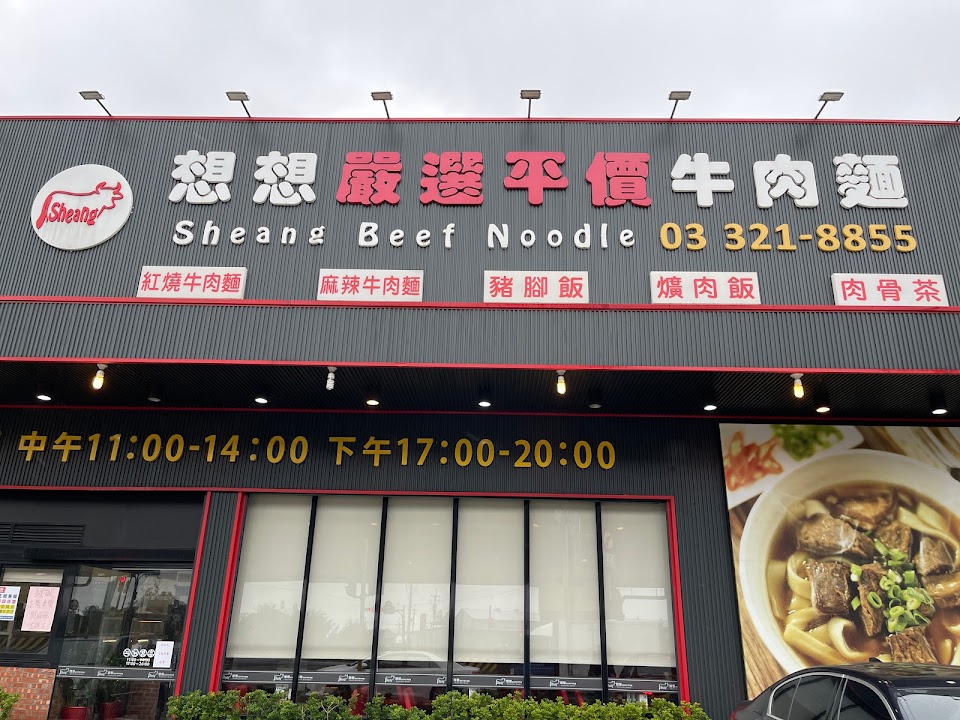 想想嚴選平價牛肉麵
Sheang
Sheang Beef Noodle 03 321-8855
紅燒牛肉麵 麻辣牛肉麵 豬腳飯 爌肉飯 肉骨茶
中午11:00-14:00 下午17:00-20:00